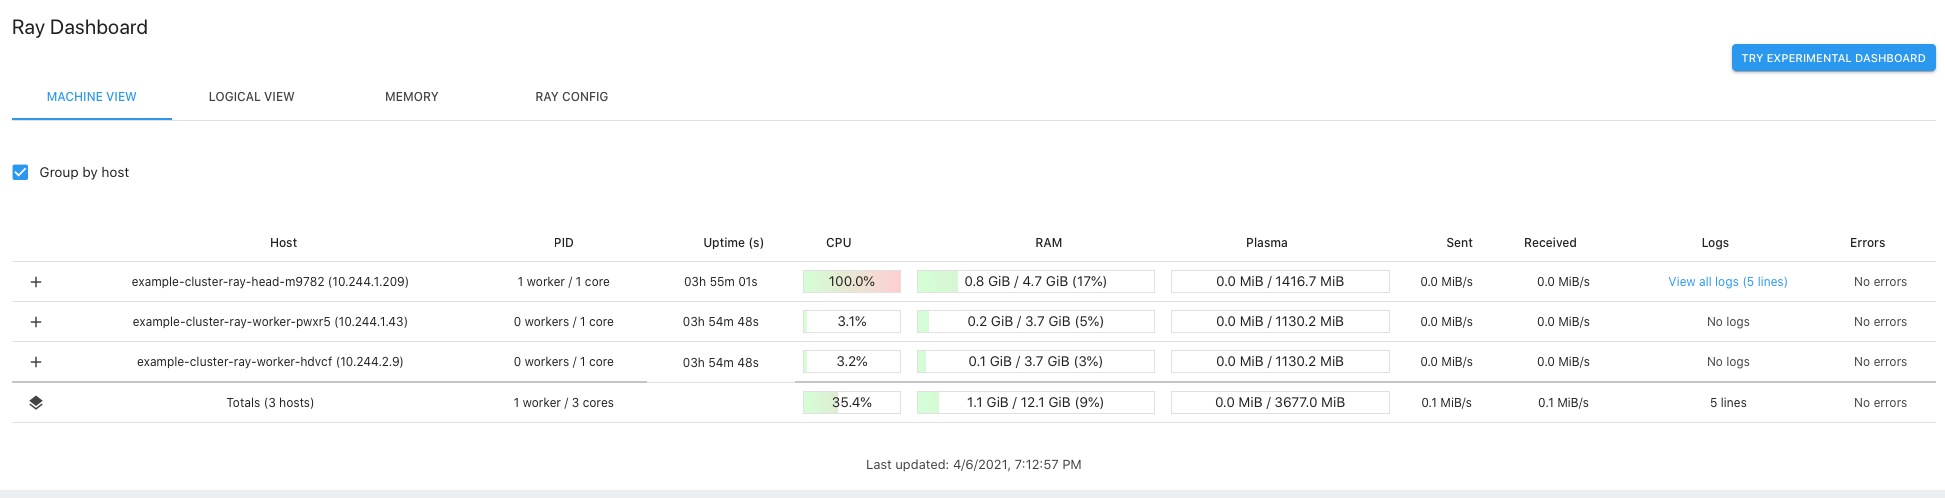 Ray Dashboard
TRY EXPERIMENTAL DASHBOARD
MACHINE VIEW LOGICAL VIEW MEMORY RAY CONFIG
Group by host
Host PID Uptime (s) CPU RAM Plasma Sent Received Logs Errors
example-cluster-ray-head-m9782 (10.244.1.209) 1 worker / 1 core 03h 55m 01s 100.0% 0.8 GiB / 4.7 GiB (17%) 0.0 MiB / 1416.7 MiB 0.0 MiB/s 0.0 MiB/s View all logs (5 lines) No errors
example-cluster-ray-worker-pwxr5 (10.244.1.43) 0 workers / 1 core 03h 54m 48s 3.1% 0.2 GiB / 3.7 GiB (5%) 0.0 MiB / 1130.2 MiB 0.0 MiB/s 0.0 MiB/s No logs No errors
example-cluster-ray-worker-hdvcf (10.244.2.9) 0 workers / 1 core 03h 54m 48s 3.2% 0.1 GiB / 3.7 GiB (3%) 0.0 MiB / 1130.2 MiB 0.0 MiB/s 0.0 MiB/s No logs No errors
Totals (3 hosts) 1 worker / 3 cores 35.4% 1.1 GiB / 12.1 GiB (9%) 0.0 MiB / 3677.0 MiB 0.1 MiB/s 0.1 MiB/s 5 lines No errors
Last updated: 4/6/2021, 7:12:57 PM